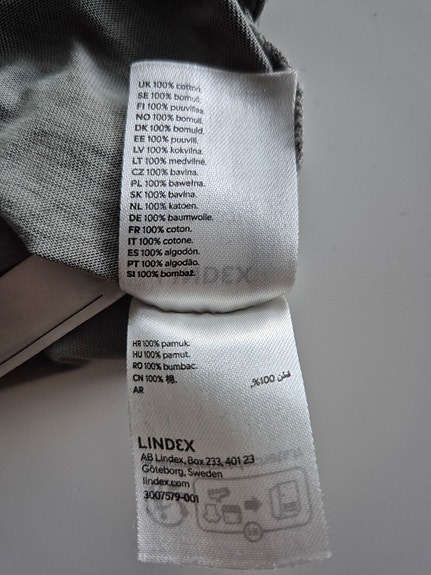 UK 100% cotton.
SE 100% bomull.
FI 100% puuvillaa.
NO 100% bomull.
DK 100% bomuld.
EE 100% puuvill.
LV 100% kokvilna.
LT 100% medvilnė.
CZ 100% bavlna.
PL 100% bawełna.
SK 100% bavlna.
NL 100% katoen.
DE 100% baumwolle.
FR 100% coton.
IT 100% cotone.
ES 100% algodón.
PT 100% algodão.
SI 100% bombaž.
HR 100% pamuk.
HU 100% pamut.
RO 100% bumbac.
CN 100% 棉.
AR قطن 100%.
LINDEX
AB Lindex, Box 233, 401 23
Göteborg, Sweden
lindex.com
3007579-001